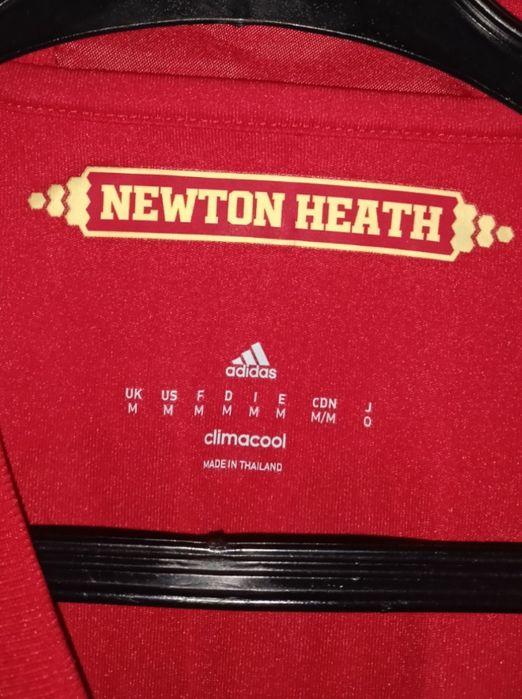 NEWTON HEATH
adidas
UK US F D I E CDN J
M M M M M M M/M O
climacool
MADE IN THAILAND